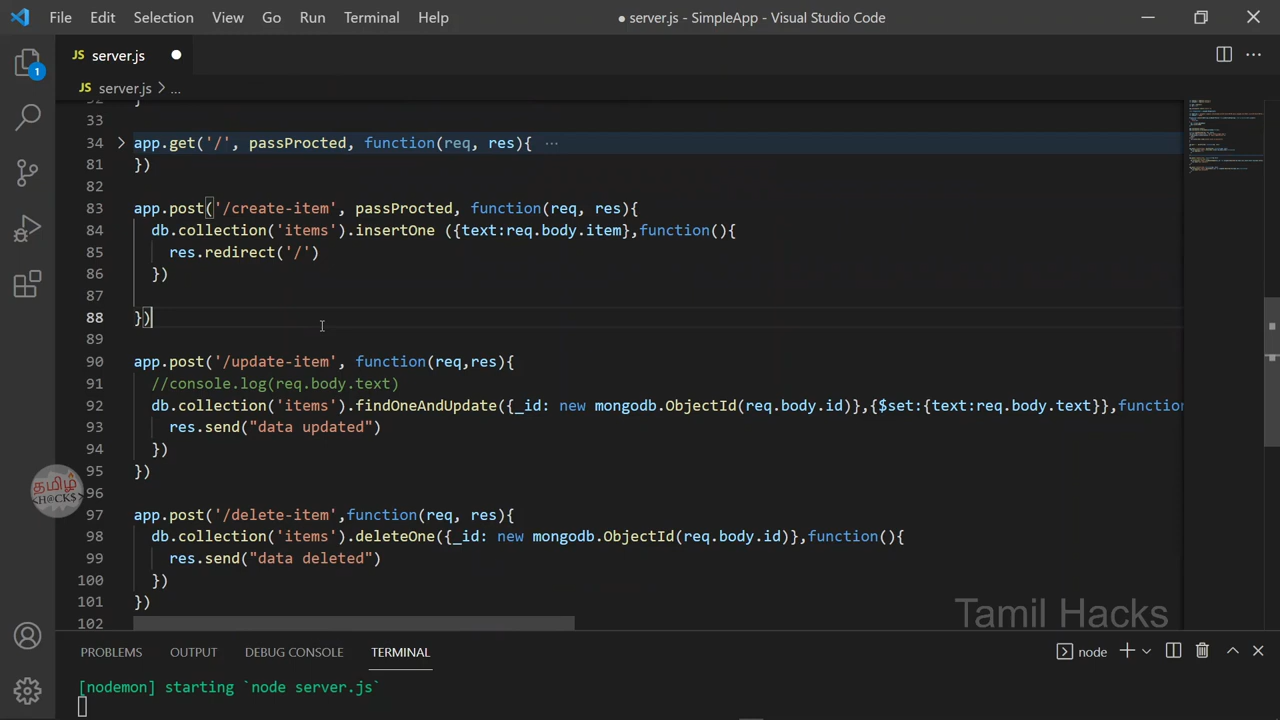 File Edit Selection View Go Run Terminal Help
● server.js - SimpleApp - Visual Studio Code
JS server.js ●
JS server.js > ...
1
32 }
33
34 app.get('/', passProcted, function(req, res){ ...
81 })
82
83 app.post('/create-item', passProcted, function(req, res){
84 db.collection('items').insertOne ({text:req.body.item},function(){
85 res.redirect('/')
86 })
87
88 })
89
90 app.post('/update-item', function(req,res){
91 //console.log(req.body.text)
92 db.collection('items').findOneAndUpdate({_id: new mongodb.ObjectId(req.body.id)},{$set:{text:req.body.text}},function
93 res.send("data updated")
94 })
95 })
96
97 app.post('/delete-item',function(req, res){
98 db.collection('items').deleteOne({_id: new mongodb.ObjectId(req.body.id)},function(){
99 res.send("data deleted")
100 })
101 })
102
தமிழ்
<H@CK$>
Tamil Hacks
PROBLEMS OUTPUT DEBUG CONSOLE TERMINAL
node
[nodemon] starting `node server.js`